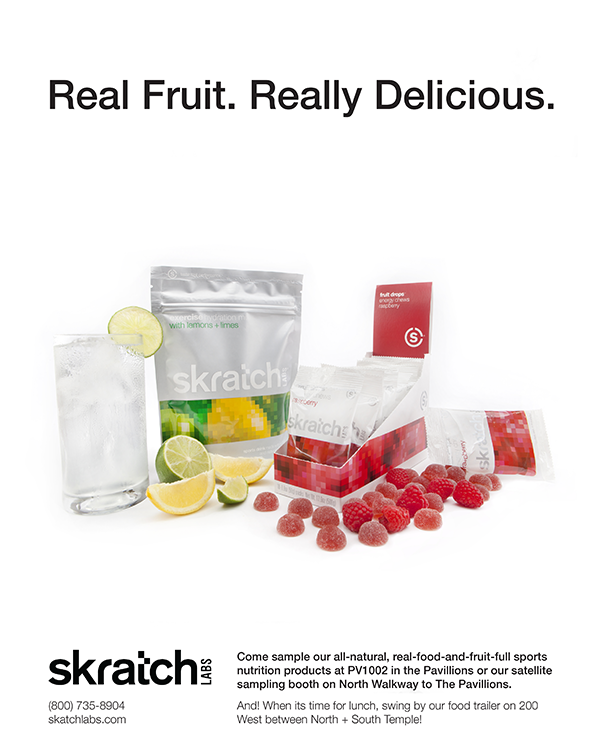 Real Fruit. Really Delicious.
with lemons + limes
skratch LABS
fruit drops
energy chews
raspberry
raspberry
skratch LABS
skratch
skratch LABS
(800) 735-8904
skatchlabs.com
Come sample our all-natural, real-food-and-fruit-full sports
nutrition products at PV1002 in the Pavillions or our satellite
sampling booth on North Walkway to The Pavillions.
And! When its time for lunch, swing by our food trailer on 200
West between North + South Temple!